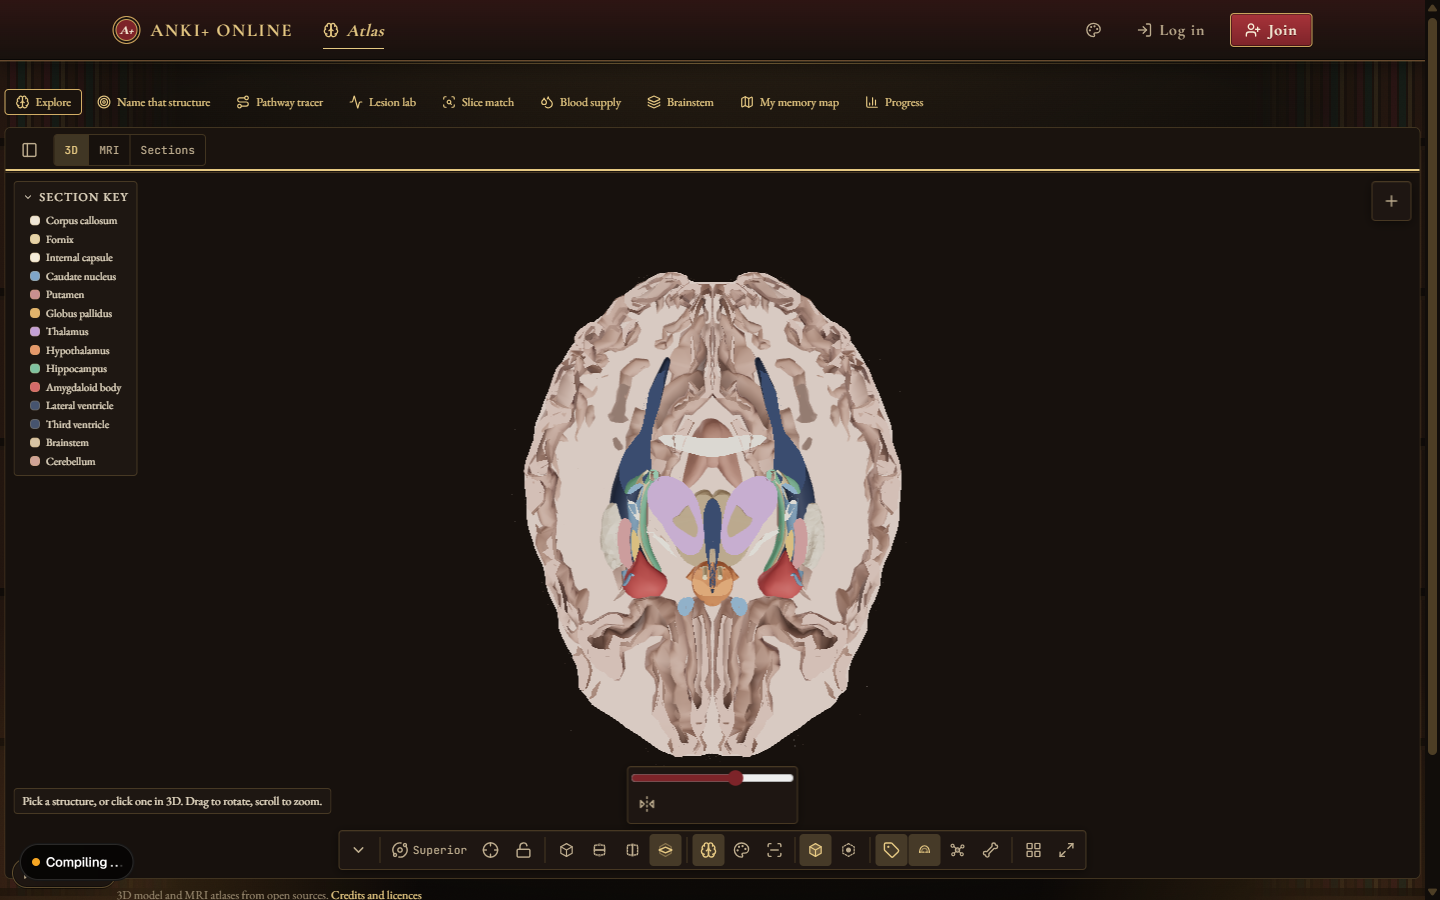 A+ ANKI+ ONLINE Atlas Log in Join
Explore Name that structure Pathway tracer Lesion lab Slice match Blood supply Brainstem My memory map Progress
3D MRI Sections
SECTION KEY
Corpus callosum
Fornix
Internal capsule
Caudate nucleus
Putamen
Globus pallidus
Thalamus
Hypothalamus
Hippocampus
Amygdaloid body
Lateral ventricle
Third ventricle
Brainstem
Cerebellum
Pick a structure, or click one in 3D. Drag to rotate, scroll to zoom.
Superior
Compiling ...
3D model and MRI atlases from open sources. Credits and licences